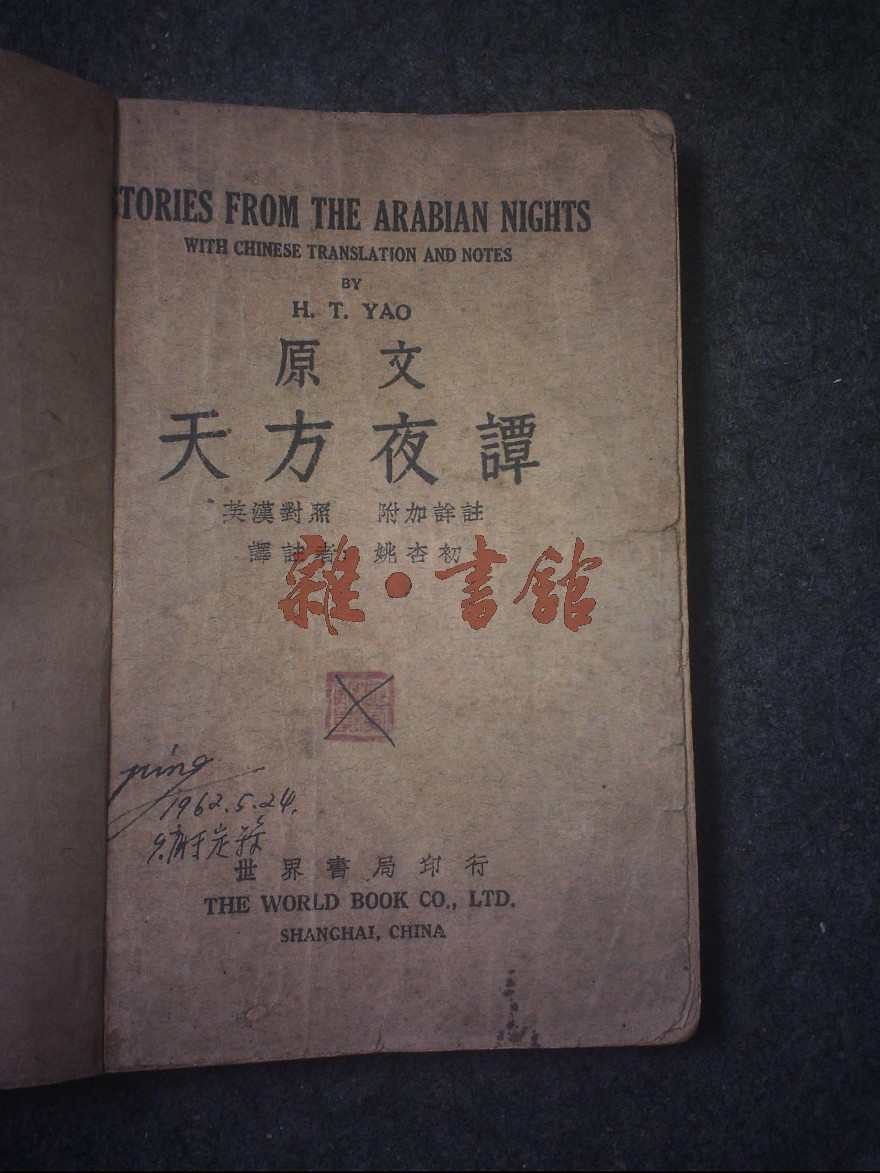 STORIES FROM THE ARABIAN NIGHTS
WITH CHINESE TRANSLATION AND NOTES
BY
H. T. YAO
原文
天方夜譚
英漢對照 附加詳註
譯註者 姚杏初
雜·書館
1962.5.24.
世界書局印行
THE WORLD BOOK CO., LTD.
SHANGHAI, CHINA